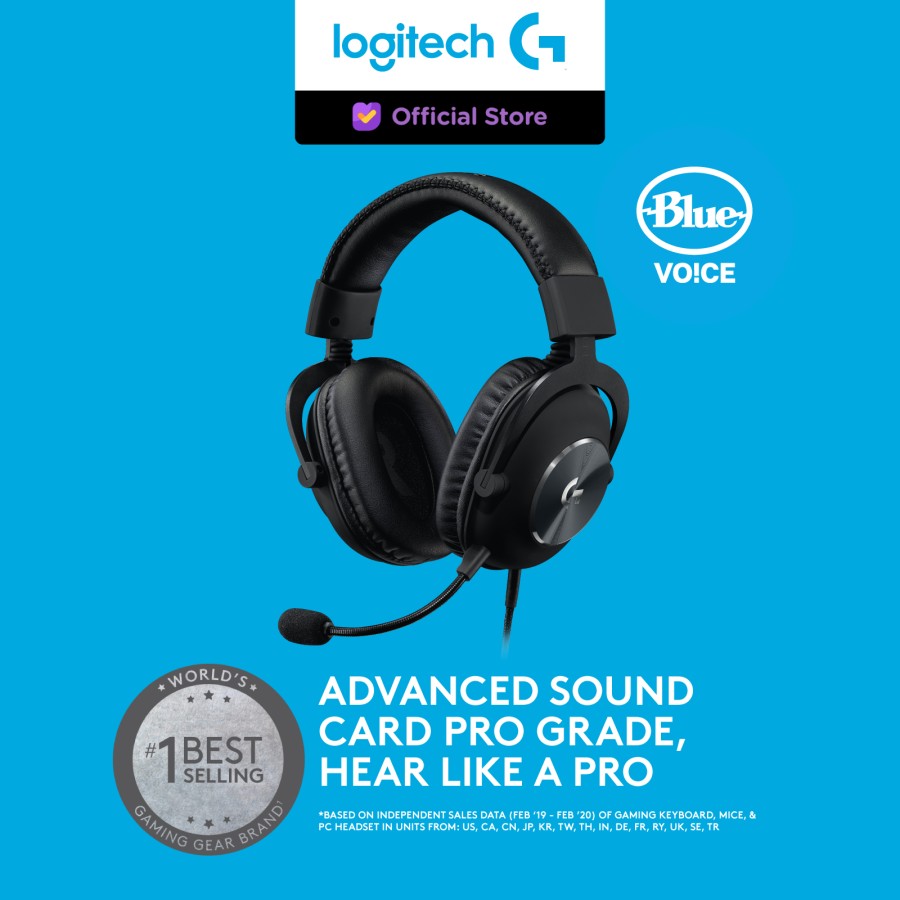 logitech G
Official Store
Blue
VO!CE
ADVANCED SOUND
CARD PRO GRADE,
HEAR LIKE A PRO
WORLD'S
#1 BEST
SELLING
GAMING GEAR BRAND¹
*BASED ON INDEPENDENT SALES DATA (FEB '19 - FEB '20) OF GAMING KEYBOARD, MICE, &
PC HEADSET IN UNITS FROM: US, CA, CN, JP, KR, TW, TH, IN, DE, FR, RY, UK, SE, TR